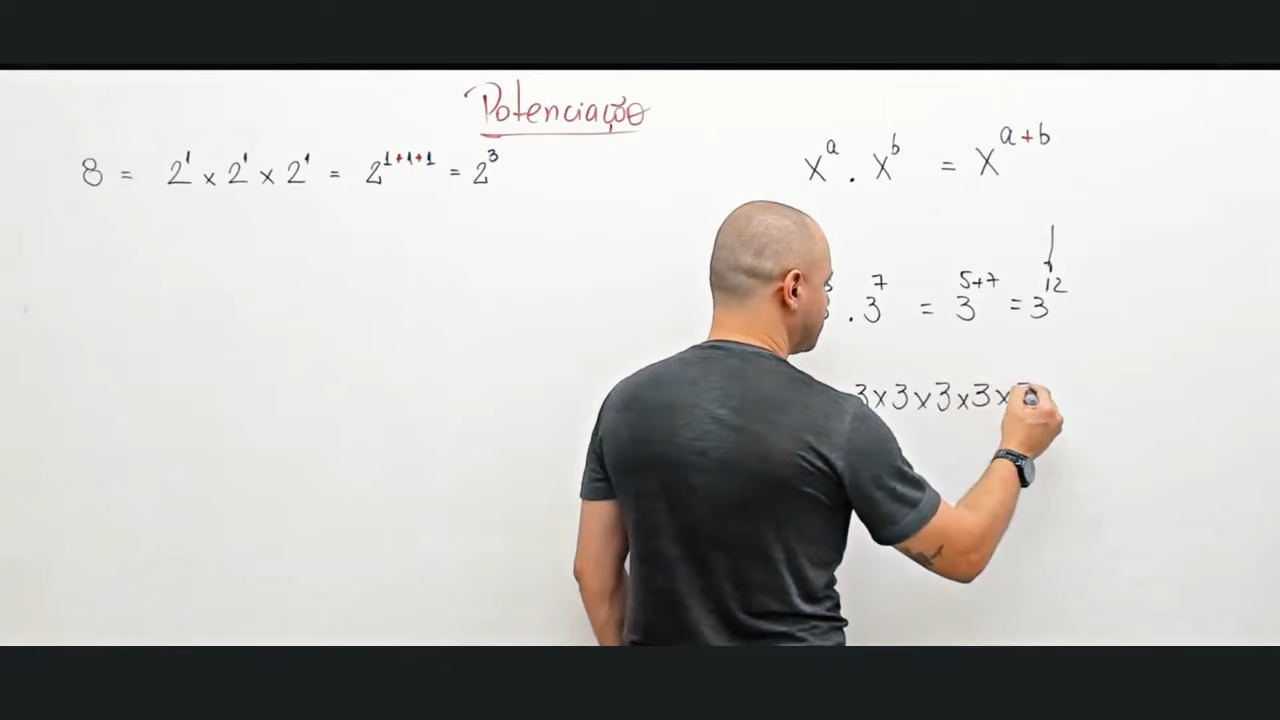 Potenciação
8 = 2¹ x 2¹ x 2¹ = 2¹⁺¹⁺¹ = 2³
xᵃ . xᵇ = xᵃ⁺ᵇ
. 3⁷ = 3⁵⁺⁷ = 3¹²
3x3x3x3x